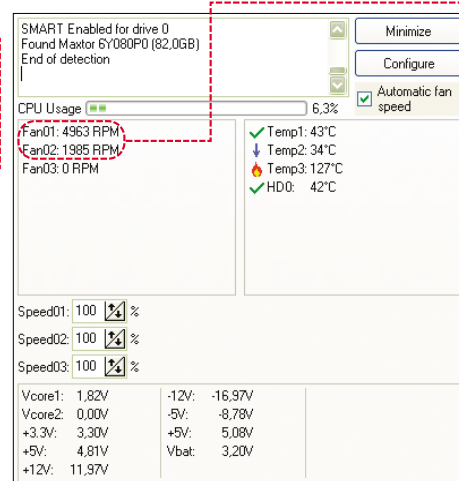 SMART Enabled for drive 0
Found Maxtor 6Y080P0 (82,0GB)
End of detection
Minimize
Configure
Automatic fan
speed
CPU Usage 6,3%
Fan01: 4963 RPM
Fan02: 1985 RPM
Fan03: 0 RPM
Temp1: 43°C
Temp2: 34°C
Temp3: 127°C
HD0: 42°C
Speed01: 100 %
Speed02: 100 %
Speed03: 100 %
Vcore1: 1,82V
Vcore2: 0,00V
+3.3V: 3,30V
+5V: 4,81V
+12V: 11,97V
-12V: -16,97V
-5V: -8,78V
+5V: 5,08V
Vbat: 3,20V